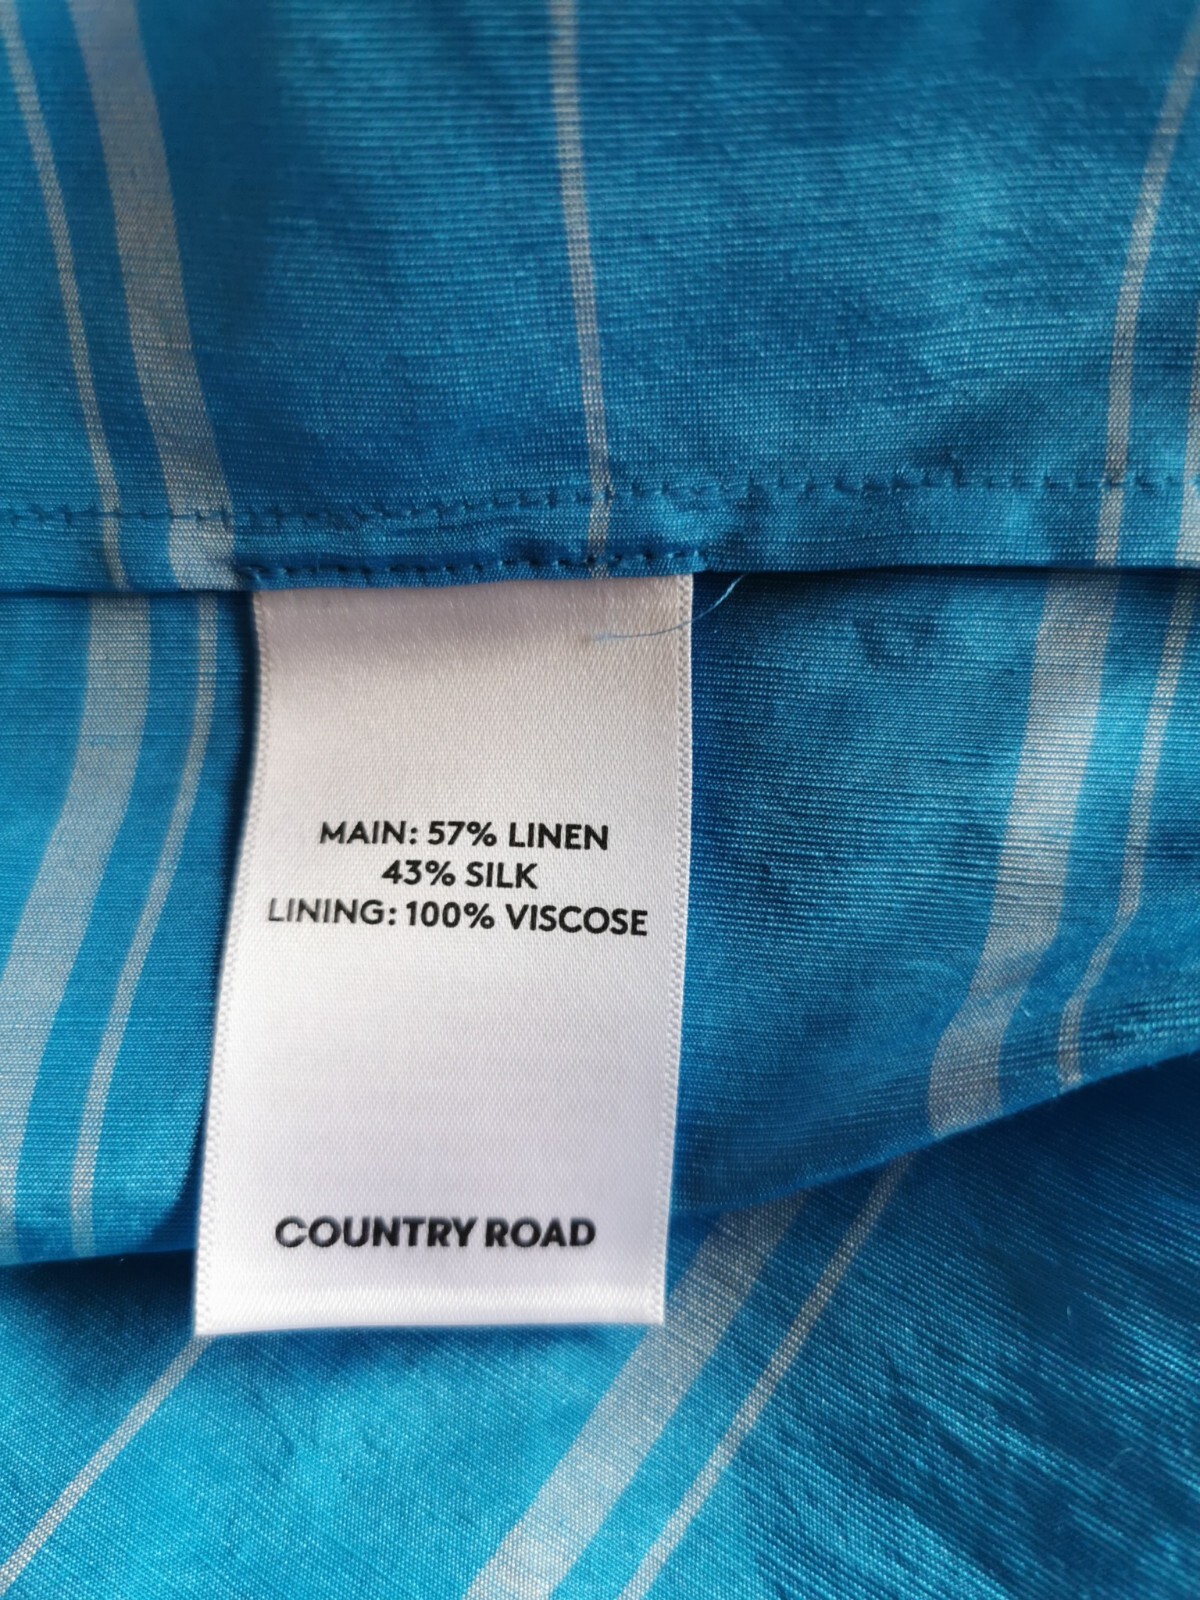 MAIN: 57% LINEN
43% SILK
LINING: 100% VISCOSE
COUNTRY ROAD